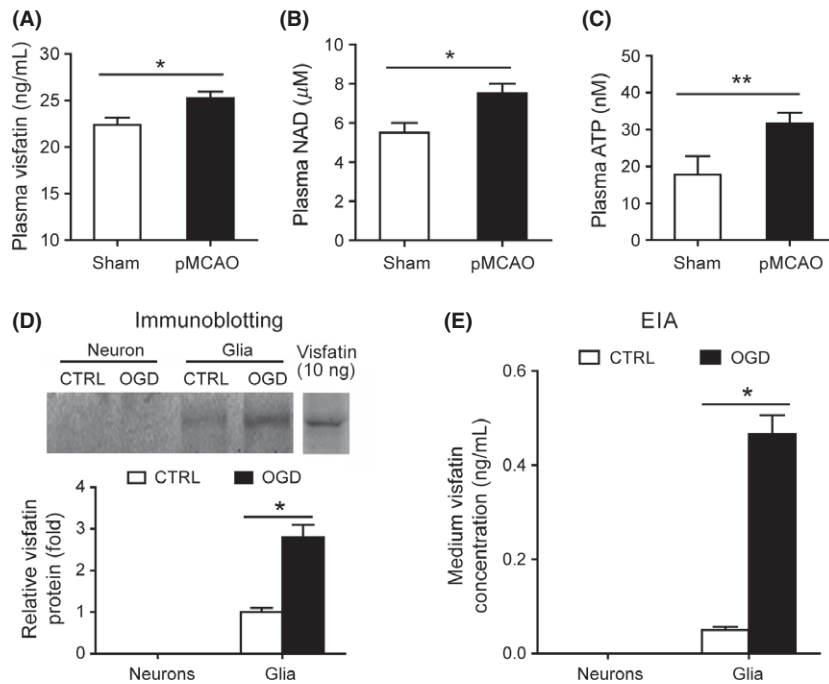 (A)
Plasma visfatin (ng/mL)
30
25
20
15
10
*
Sham
pMCAO
(B)
Plasma NAD (μM)
8
6
4
2
0
*
Sham
pMCAO
(C)
Plasma ATP (nM)
50
40
30
20
10
0
**
Sham
pMCAO
(D)
Immunoblotting
Neuron
Glia
Visfatin
(10 ng)
CTRL
OGD
CTRL
OGD
CTRL
OGD
Relative visfatin
protein (fold)
4
3
2
1
0
*
Neurons
Glia
(E)
EIA
CTRL
OGD
Medium visfatin
concentration (ng/mL)
0.6
0.4
0.2
0.0
*
Neurons
Glia